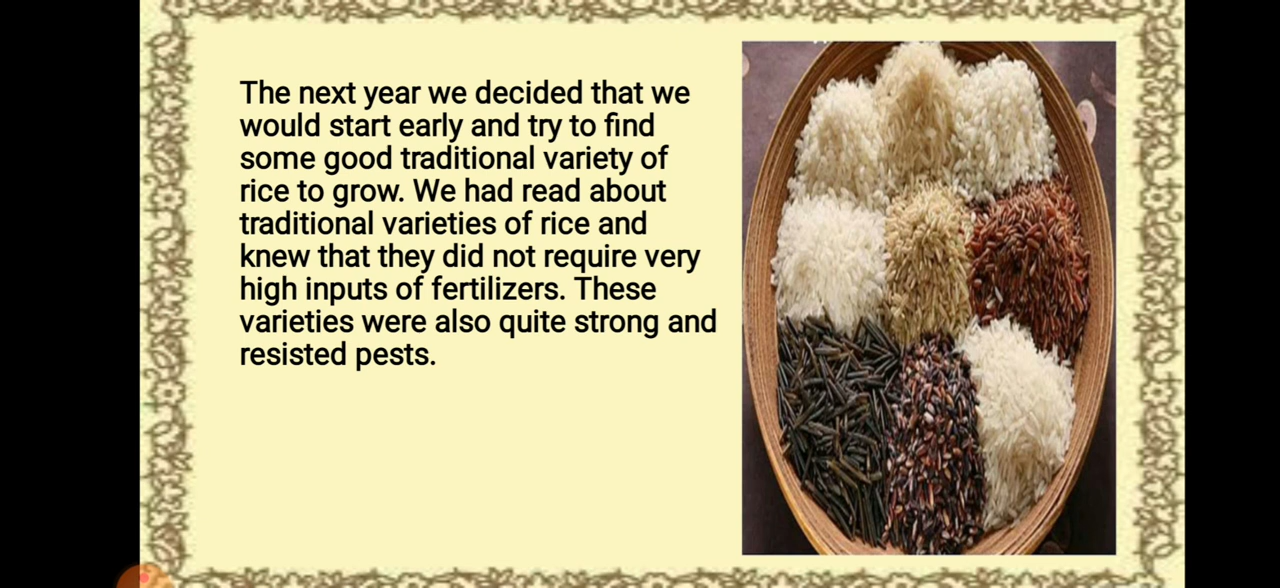 The next year we decided that we
would start early and try to find
some good traditional variety of
rice to grow. We had read about
traditional varieties of rice and
knew that they did not require very
high inputs of fertilizers. These
varieties were also quite strong and
resisted pests.